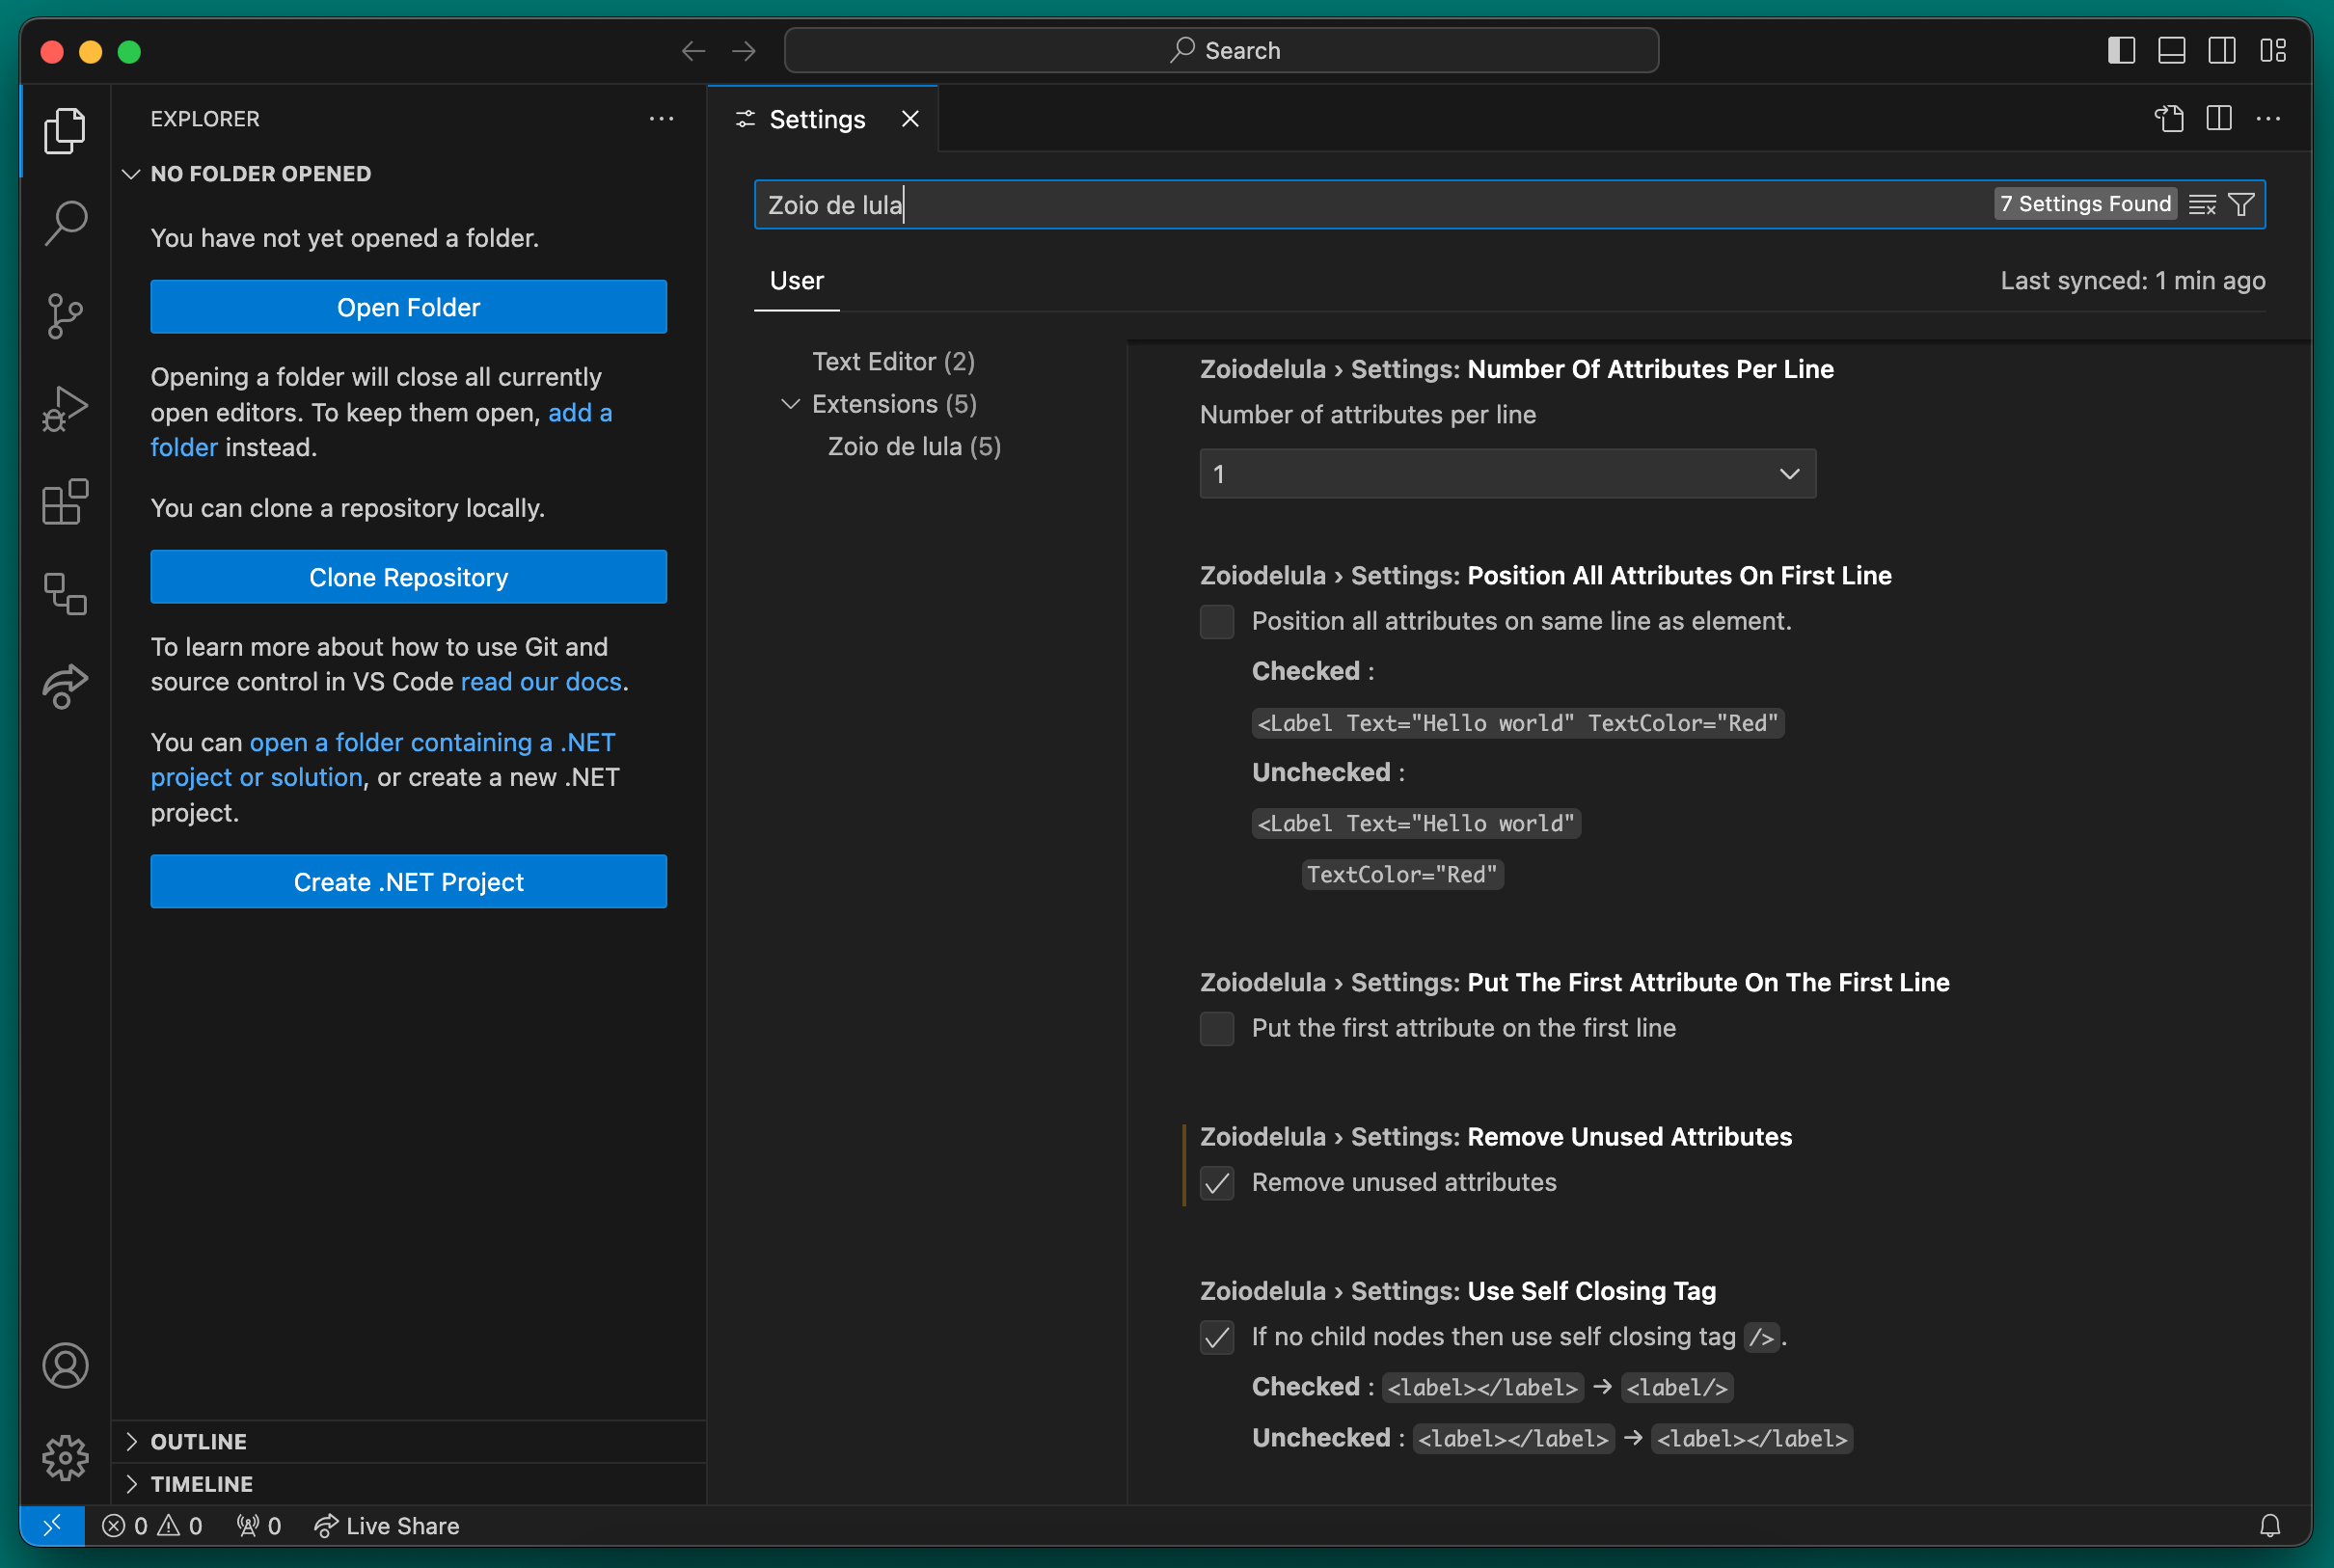 Search
EXPLORER
NO FOLDER OPENED
You have not yet opened a folder.
Open Folder
Opening a folder will close all currently
open editors. To keep them open, add a
folder instead.
You can clone a repository locally.
Clone Repository
To learn more about how to use Git and
source control in VS Code read our docs.
You can open a folder containing a .NET
project or solution, or create a new .NET
project.
Create .NET Project
OUTLINE
TIMELINE
Settings
Zoio de lula
7 Settings Found
User
Last synced: 1 min ago
Text Editor (2)
Extensions (5)
Zoio de lula (5)
Zoiodelula › Settings: Number Of Attributes Per Line
Number of attributes per line
1
Zoiodelula › Settings: Position All Attributes On First Line
Position all attributes on same line as element.
Checked :
<Label Text="Hello world" TextColor="Red"
Unchecked :
<Label Text="Hello world"
TextColor="Red"
Zoiodelula › Settings: Put The First Attribute On The First Line
Put the first attribute on the first line
Zoiodelula › Settings: Remove Unused Attributes
Remove unused attributes
Zoiodelula › Settings: Use Self Closing Tag
If no child nodes then use self closing tag />.
Checked : <label></label> → <label/>
Unchecked : <label></label> → <label></label>
0 0 0 Live Share